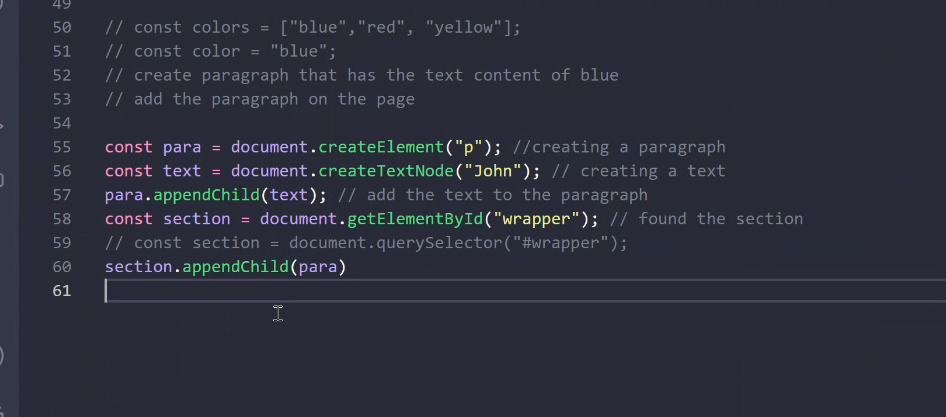 49
50 // const colors = ["blue","red", "yellow"];
51 // const color = "blue";
52 // create paragraph that has the text content of blue
53 // add the paragraph on the page
54
55 const para = document.createElement("p"); //creating a paragraph
56 const text = document.createTextNode("John"); // creating a text
57 para.appendChild(text); // add the text to the paragraph
58 const section = document.getElementById("wrapper"); // found the section
59 // const section = document.querySelector("#wrapper");
60 section.appendChild(para)
61